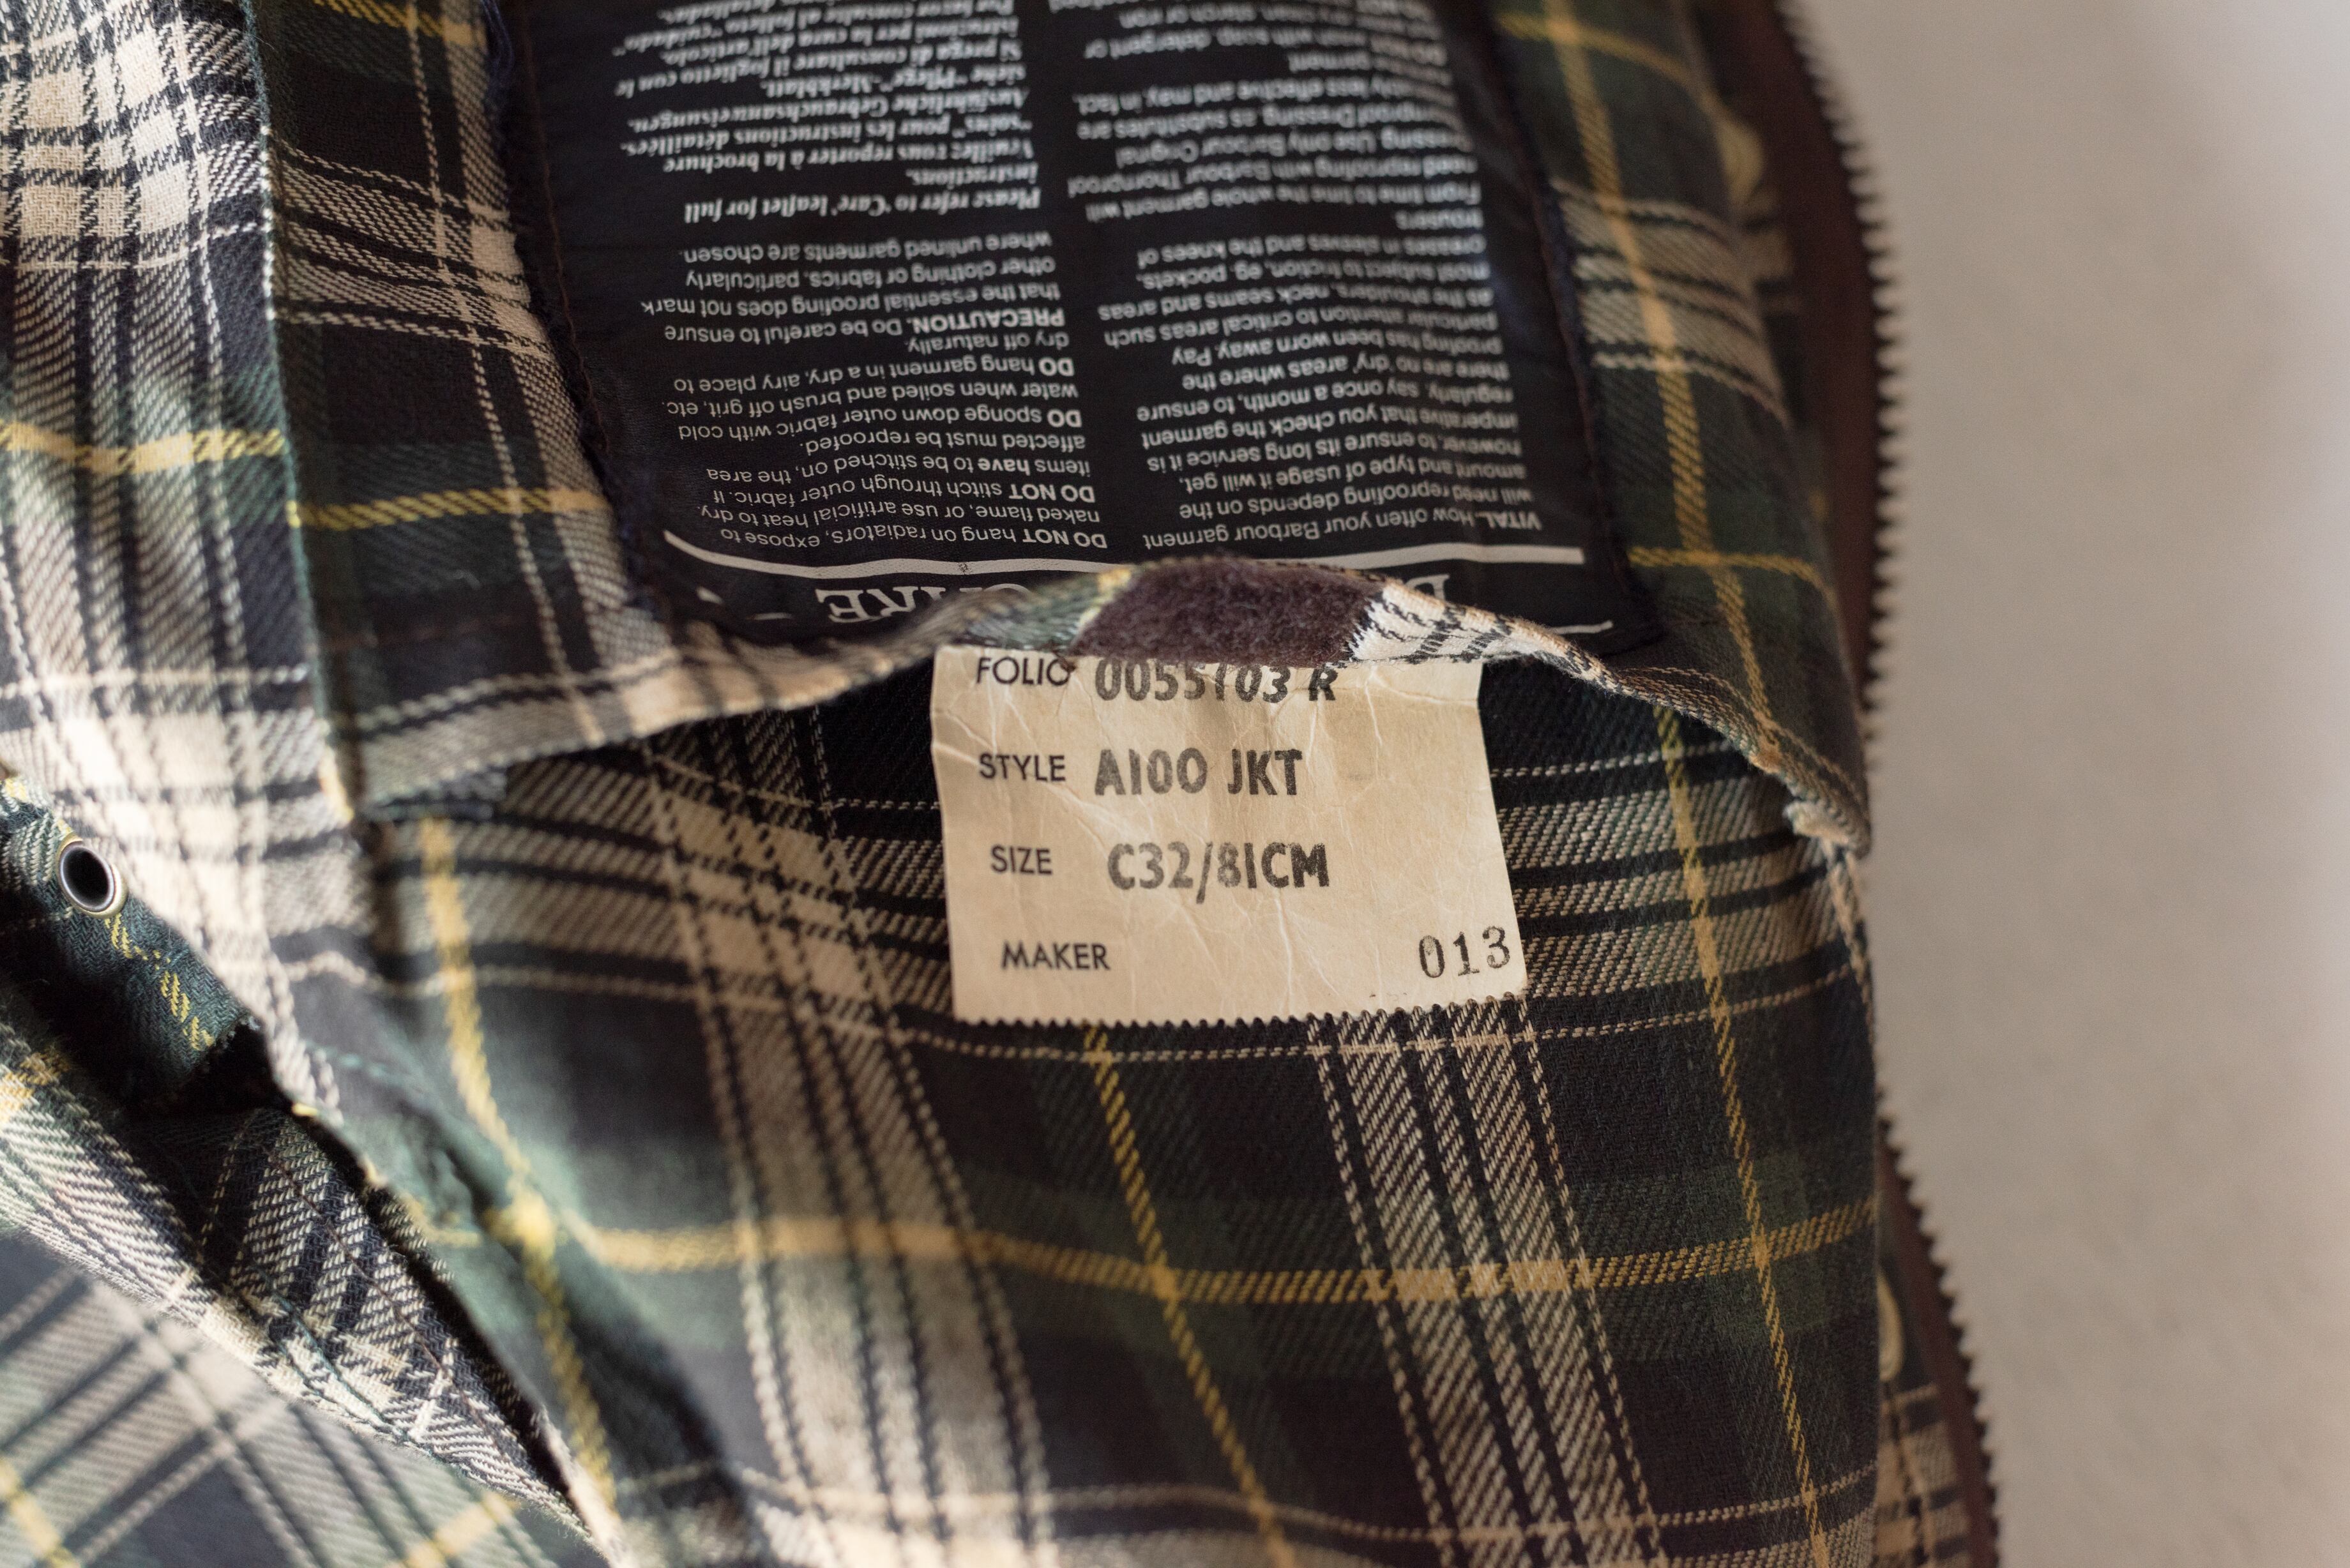 VITAL. How often your Barbour garment
will need reproofing depends on the
amount and type of usage it will get,
however, to ensure its long service it is
imperative that you check the garment
regularly, say once a month, to ensure
there are no 'dry' areas where the
proofing has been worn away. Pay
particular attention to critical areas such
as the shoulders, neck, seams and areas
most subject to friction, eg. pockets,
creases in sleeves and the knees of
trousers.
From time to time the whole garment will
need reproofing with Barbour Thornproof
Dressing. Use only Barbour Original
Dressing, as substitutes are
less effective and may, in fact,
garment.
with soap, detergent or
starch or iron.
DO NOT hang on radiators, expose to
naked flame, or use artificial heat to dry.
DO NOT stitch through outer fabric. If
items have to be stitched on, the area
affected must be reproofed.
DO sponge down outer fabric with cold
water when soiled and brush off grit, etc.
DO hang garment in a dry, airy place to
dry off naturally.
PRECAUTION. Do be careful to ensure
that the essential proofing does not mark
other clothing or fabrics, particularly
where unlined garments are chosen.
Please refer to 'Care' leaflet for full
instructions.
Veuillez vous reporter à la brochure
"soins" pour les instructions détaillées.
Ausführliche Gebrauchsanweisungen
siehe "Pflege"-Merkblatt.
Si prega di consultare il foglietto con le
istruzioni per la cura dell'articolo.
Por favor consulte al folleto "cuidado"
FOLIO 0055103 R
STYLE A100 JKT
SIZE C32/81CM
MAKER 013